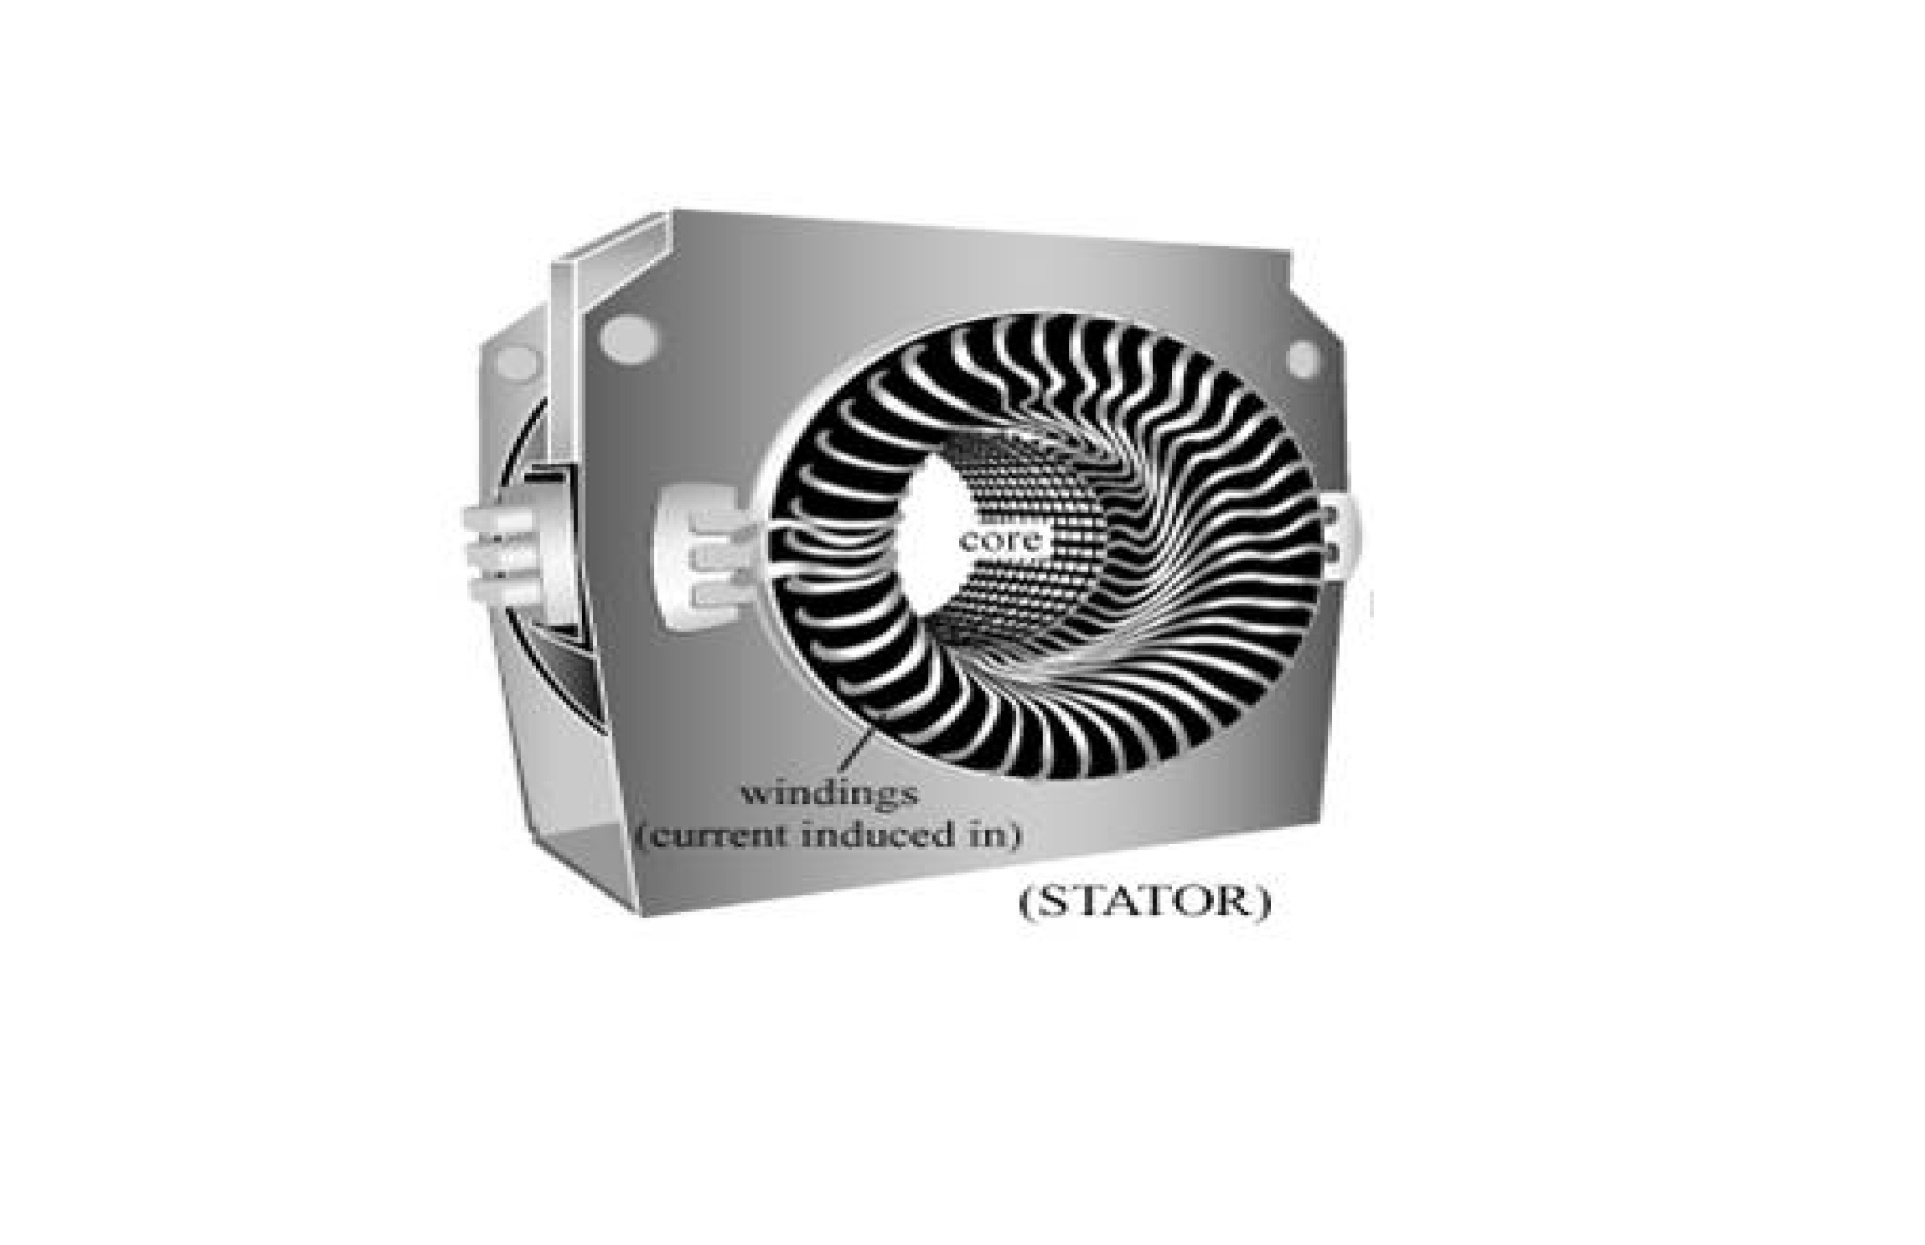 core
windings
(current induced in)
(STATOR)